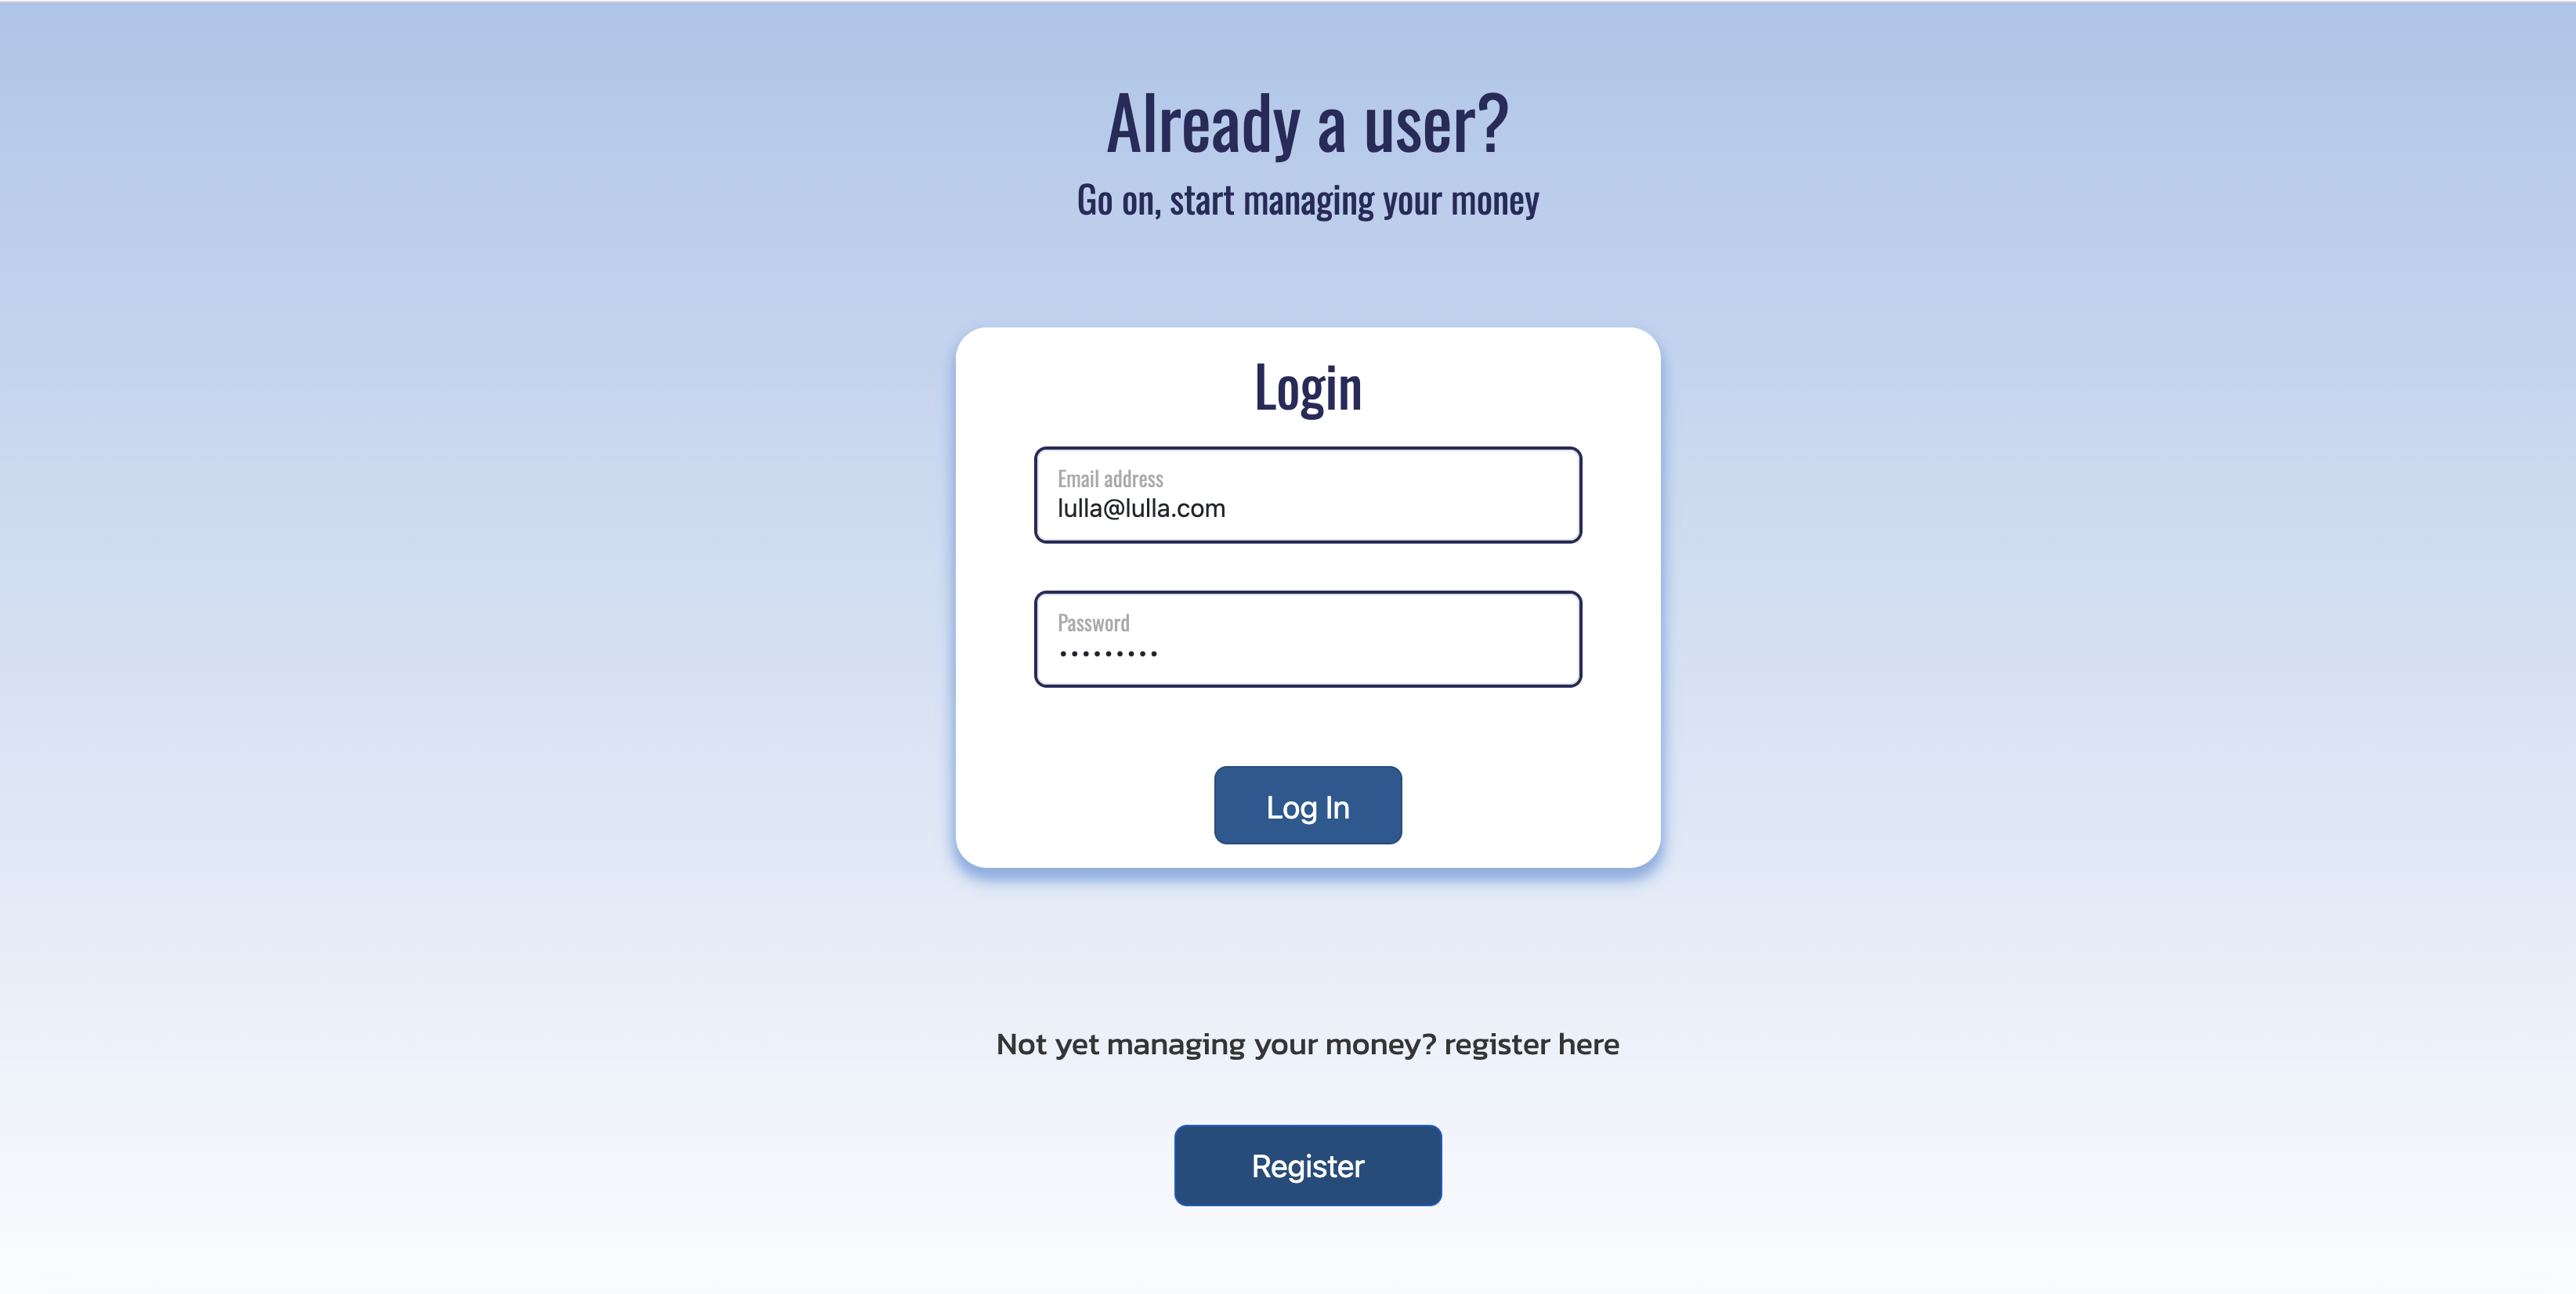 Already a user?
Go on, start managing your money
Login
Email address
lulla@lulla.com
Password
•••••••••
Log In
Not yet managing your money? register here
Register